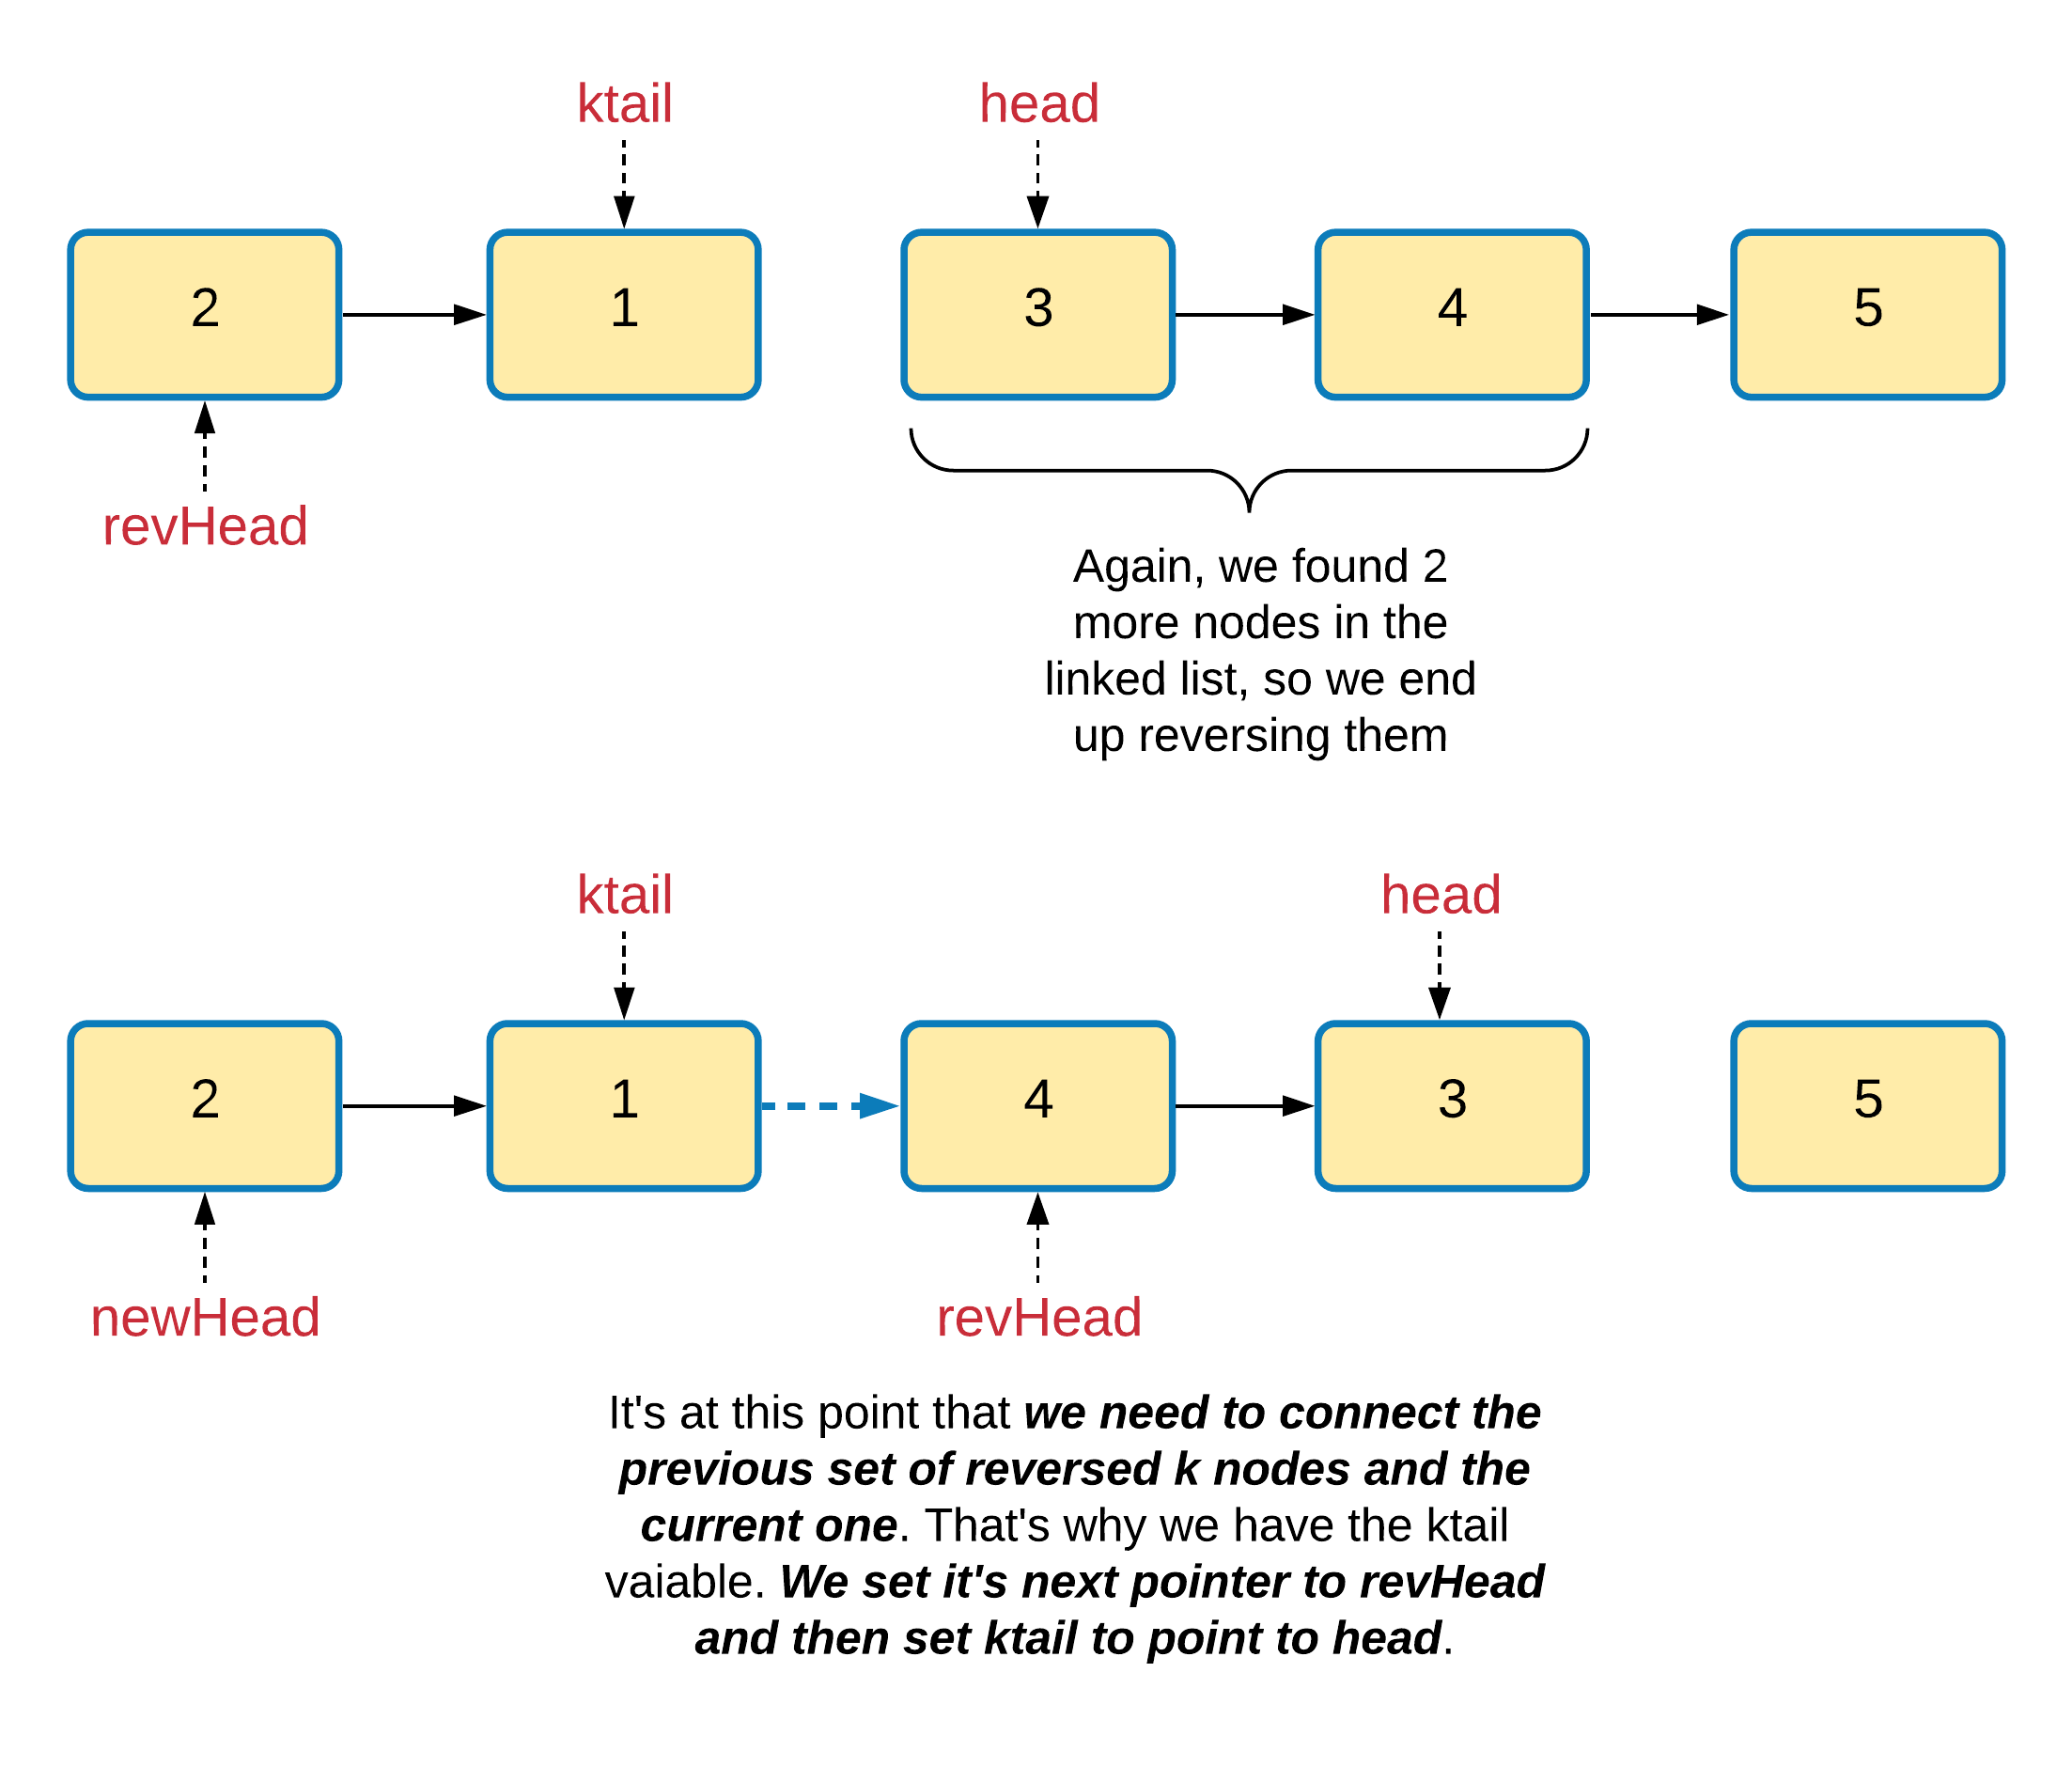 ktail head
2 1 3 4 5
revHead
Again, we found 2
more nodes in the
linked list, so we end
up reversing them
ktail head
2 1 4 3 5
newHead revHead
It's at this point that we need to connect the
previous set of reversed k nodes and the
current one. That's why we have the ktail
vaiable. We set it's next pointer to revHead
and then set ktail to point to head.